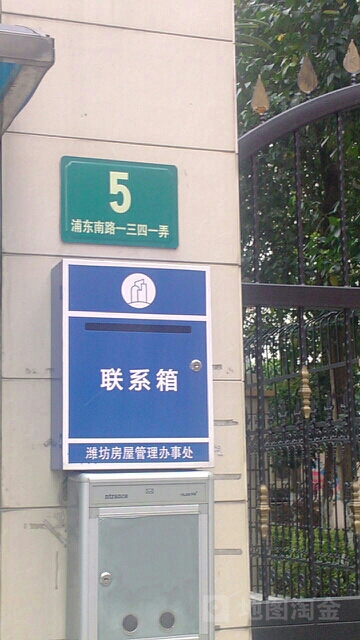 5
浦东南路一三四一弄
联系箱
潍坊房屋管理办事处
entrance
地图淘金